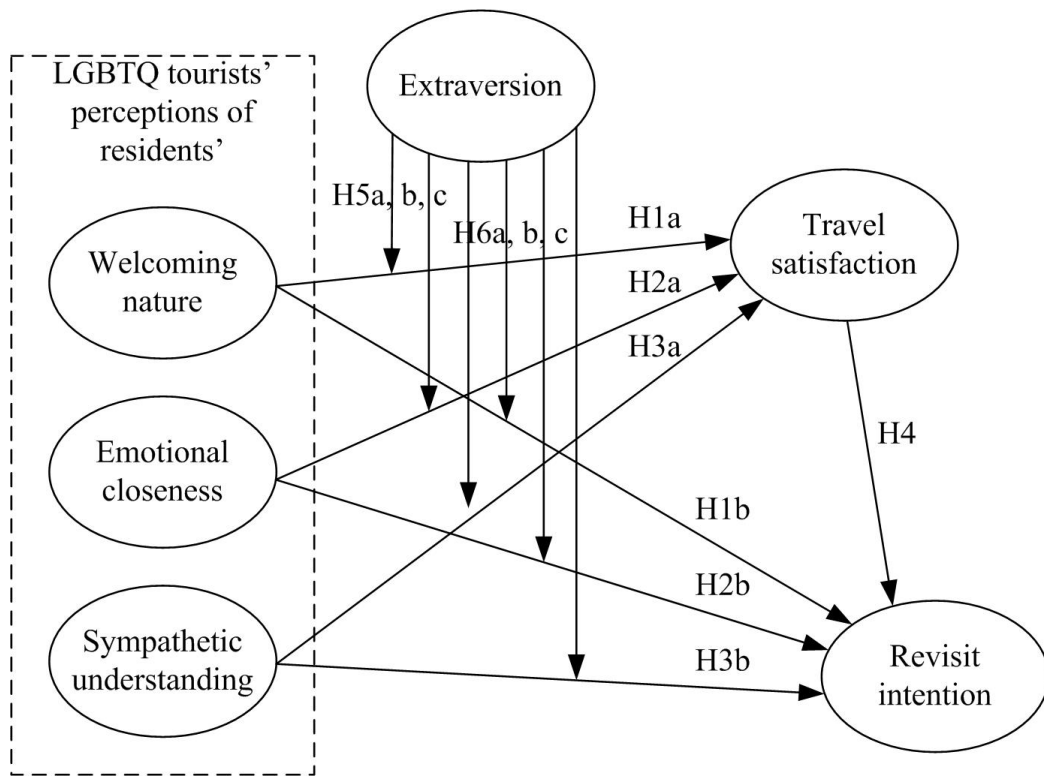 LGBTQ tourists’
perceptions of
residents’
Extraversion
H5a, b, c
H6a, b, c
H1a
Travel
satisfaction
Welcoming
nature
H2a
H3a
H4
Emotional
closeness
H1b
H2b
Sympathetic
understanding
H3b
Revisit
intention